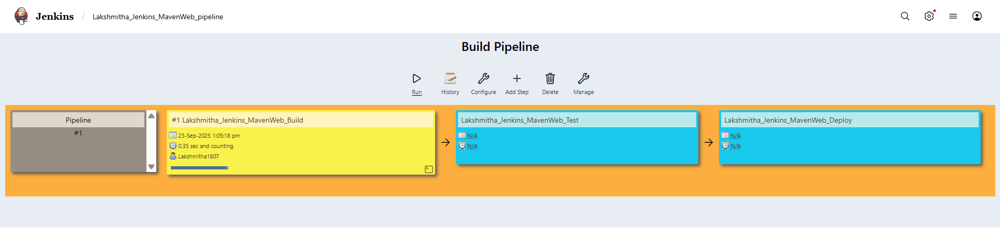 Jenkins / Lakshmitha_Jenkins_MavenWeb_pipeline
Build Pipeline
Run History Configure Add Step Delete Manage
Pipeline
#1
#1 Lakshmitha_Jenkins_MavenWeb_Build
23-Sep-2025 1:05:18 pm
0.35 sec and counting
Lakshmitha1807
Lakshmitha_Jenkins_MavenWeb_Test
N/A
N/A
Lakshmitha_Jenkins_MavenWeb_Deploy
N/A
N/A